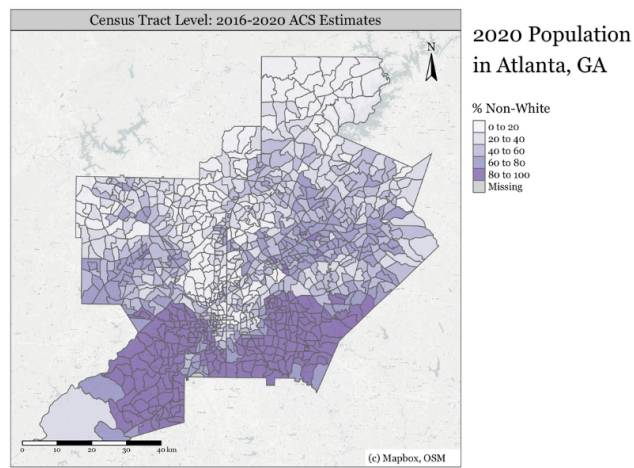 Census Tract Level: 2016-2020 ACS Estimates
2020 Population
in Atlanta, GA
N
% Non-White
0 to 20
20 to 40
40 to 60
60 to 80
80 to 100
Missing
0 10 20 30 40 km
(c) Mapbox, OSM